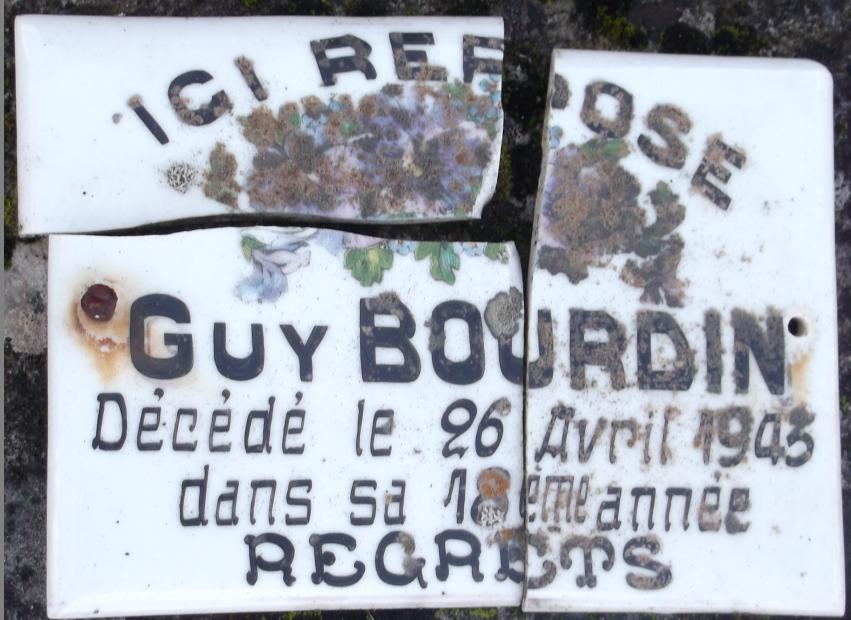 ICI REPOSE
GUY BOURDIN
Décédé le 26 Avril 1943
dans sa 18ème année
REGRETS